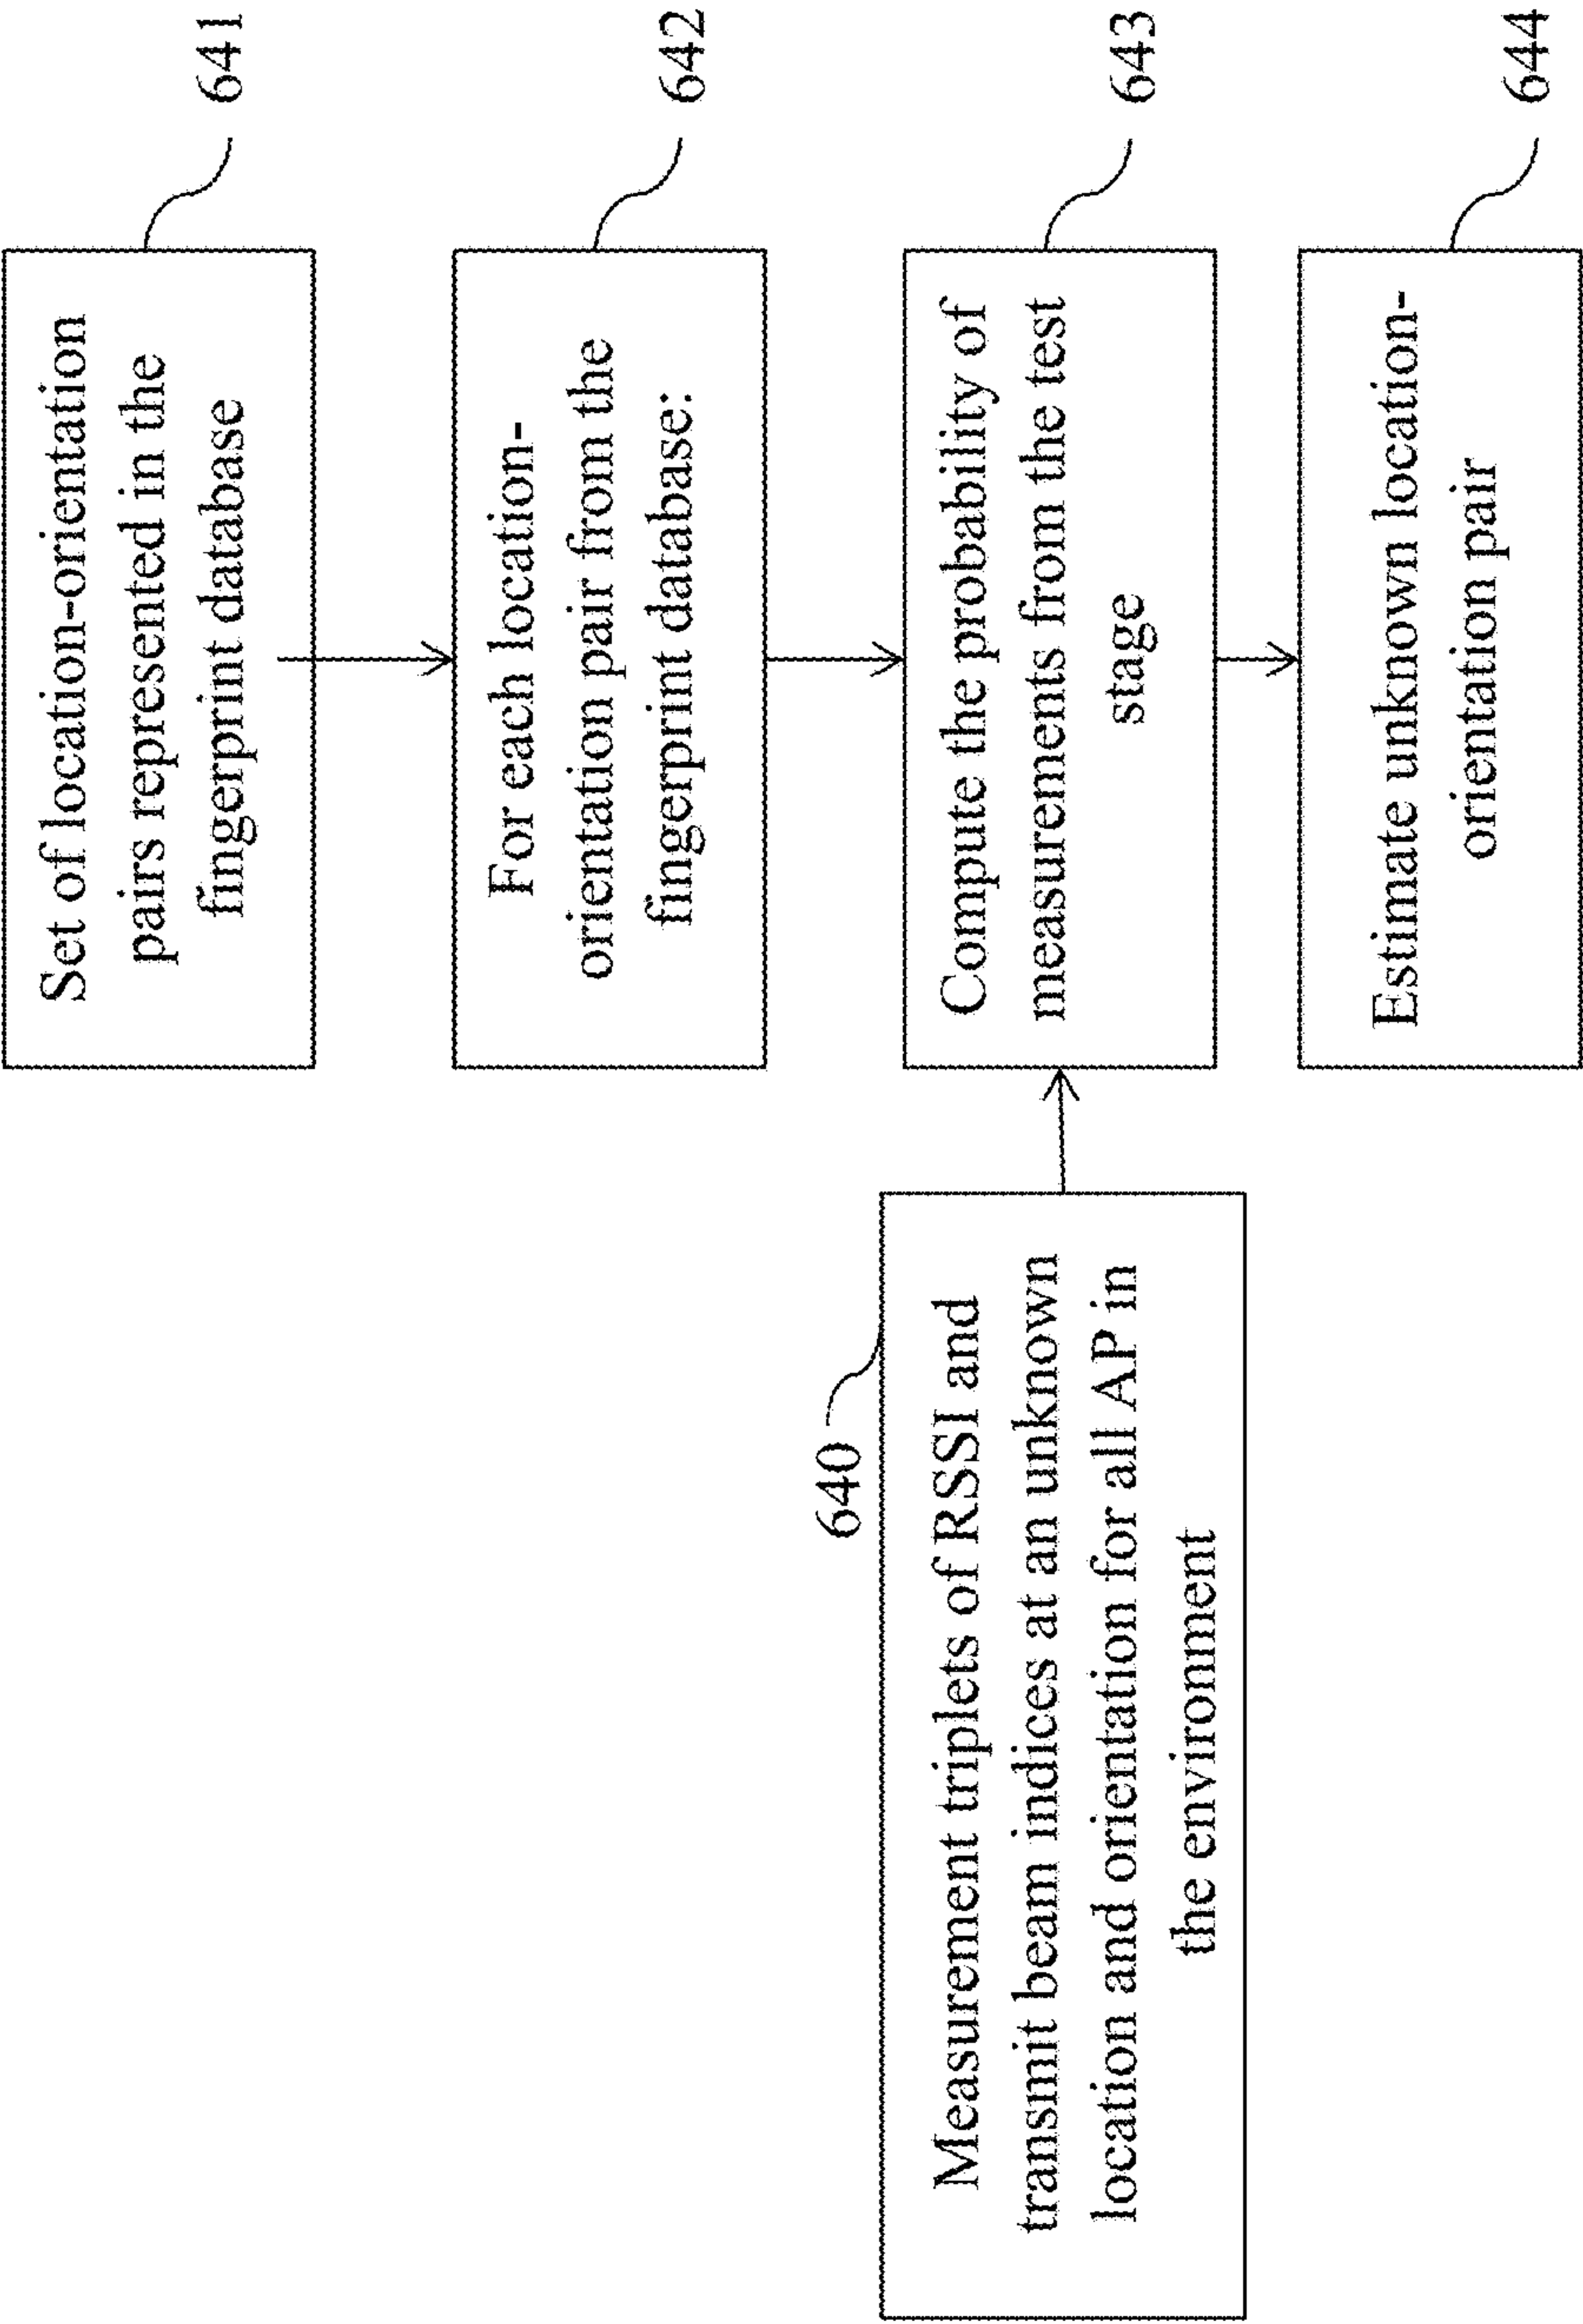 Set of location-orientation
pairs represented in the
fingerprint database
641
For each location-
orientation pair from the
fingerprint database:
642
640
Measurement triplets of RSSI and
transmit beam indices at an unknown
location and orientation for all AP in
the environment
Compute the probability of
measurements from the test
stage
643
Estimate unknown location-
orientation pair
644